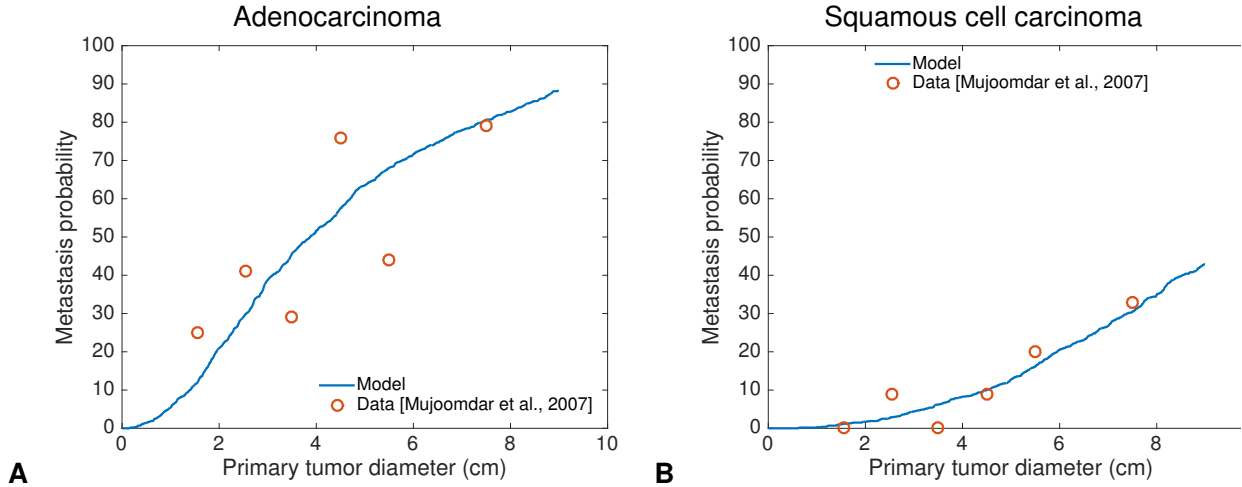 Adenocarcinoma
100
90
80
70
60
50
40
30
20
10
0
Metastasis probability
Model
Data [Mujoomdar et al., 2007]
0 2 4 6 8 10
Primary tumor diameter (cm)
A
Squamous cell carcinoma
100
90
80
70
60
50
40
30
20
10
0
Metastasis probability
Model
Data [Mujoomdar et al., 2007]
0 2 4 6 8
Primary tumor diameter (cm)
B